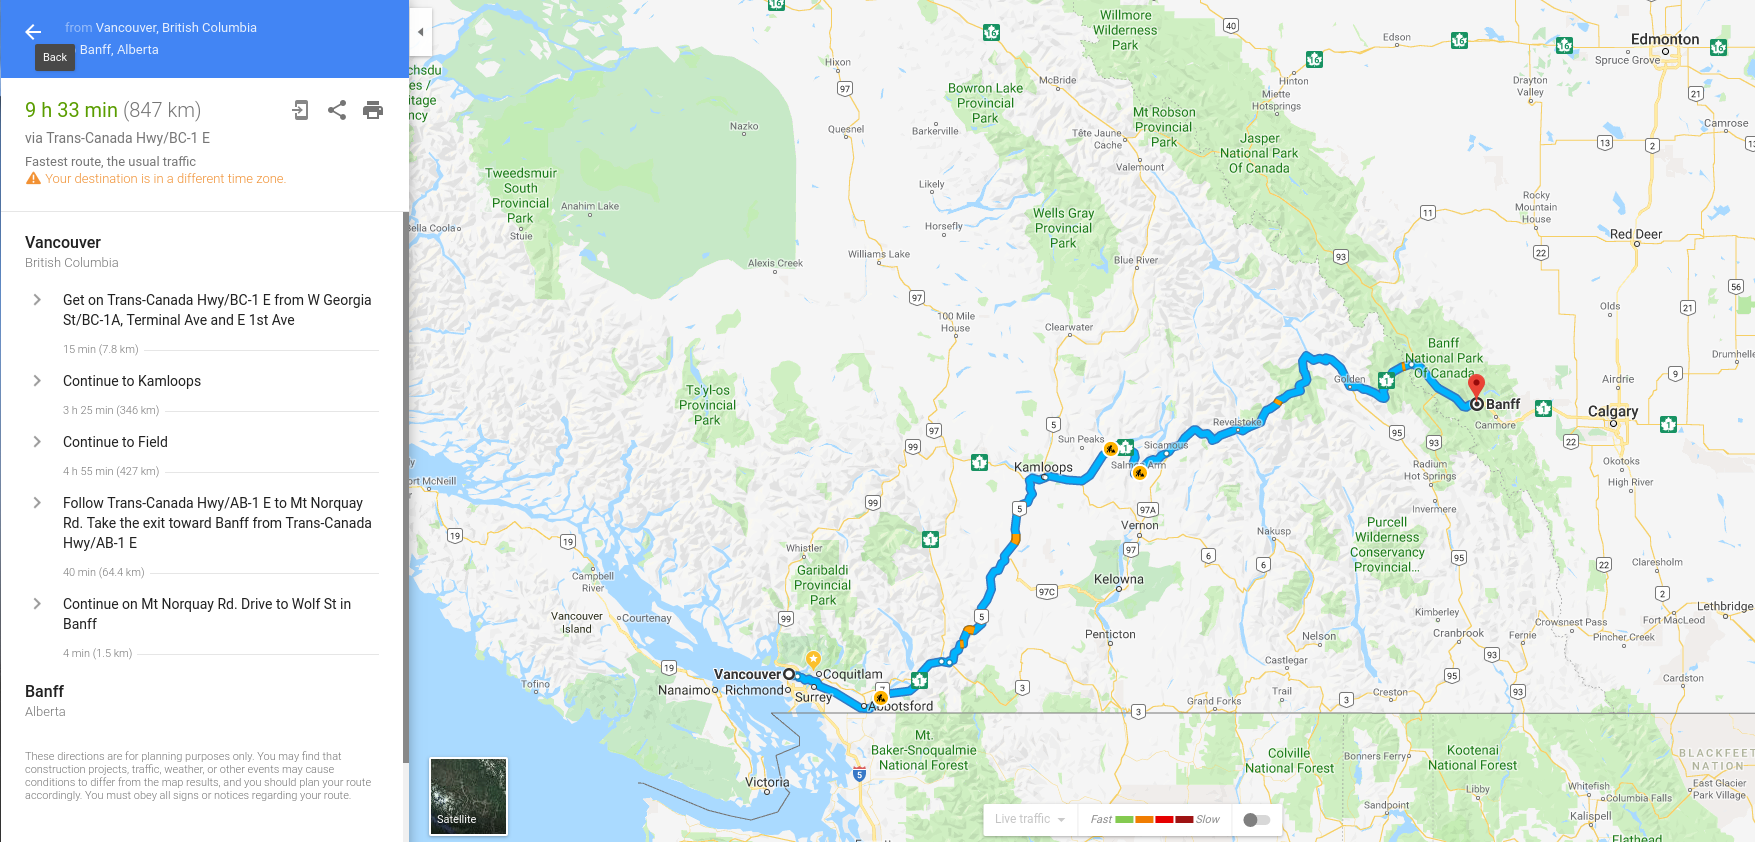 from Vancouver, British Columbia
Banff, Alberta
Back
9 h 33 min (847 km)
via Trans-Canada Hwy/BC-1 E
Fastest route, the usual traffic
Your destination is in a different time zone.
Vancouver
British Columbia
Get on Trans-Canada Hwy/BC-1 E from W Georgia
St/BC-1A, Terminal Ave and E 1st Ave
15 min (7.8 km)
Continue to Kamloops
3 h 25 min (346 km)
Continue to Field
4 h 55 min (427 km)
Follow Trans-Canada Hwy/AB-1 E to Mt Norquay
Rd. Take the exit toward Banff from Trans-Canada
Hwy/AB-1 E
40 min (64.4 km)
Continue on Mt Norquay Rd. Drive to Wolf St in
Banff
4 min (1.5 km)
Banff
Alberta
These directions are for planning purposes only. You may find that
construction projects, traffic, weather, or other events may cause
conditions to differ from the map results, and you should plan your route
accordingly. You must obey all signs or notices regarding your route.
16
Willmore
Wilderness
Park
16
40
Edson
16
16
Edmonton
16
Spruce Grove
Hixon
97
McBride
Hinton
16
Miette
Hotsprings
21
Bowron Lake
Provincial
Park
Nazko
Quesnel
Barkerville
Mt Robson
Provincial
Park
Tête Jaune
Cache
Valemount
Jasper
National Park
Of Canada
13
2
Camrose
Tweedsmuir
South
Provincial
Park
Likely
Anahim Lake
Stuie
Bella Coola
Horsefly
Wells Gray
Provincial
Park
Rocky
Mountain
House
11
Red Deer
22
Williams Lake
Alexis Creek
Blue River
93
97
56
Olds
21
100 Mile
House
Clearwater
Banff
National Park
Of Canada
Drumhelle
9
Airdrie
Ts'yl-os
Provincial
Park
Golden
1
Banff
Canmore
1
Calgary
1
97
99
5
Sun Peaks
1
Sicamous
Revelstoke
95
93
22
Okotoks
High River
1
Kamloops
Salmon Arm
Radium
Hot Springs
Invermere
ort McNeill
99
5
97A
Vernon
97
Nakusp
Purcell
Wilderness
Conservancy
Provincial...
19
19
1
Whistler
6
6
95
22
Claresholm
Campbell
River
Garibaldi
Provincial
Park
Kelowna
97C
2
Lethbridge
Kimberley
Vancouver
Island
Courtenay
99
5
Penticton
Nelson
Cranbrook
Fernie
Crowsnest Pass
Pincher Creek
Fort MacLeod
93
Castlegar
19
Vancouver
Coquitlam
Nanaimo
Richmond
Surrey
Tofino
1
7
Abbotsford
3
3
Grand Forks
Trail
3
Creston
95
93
Cardston
Mt.
Baker-Snoqualmie
National Forest
Colville
National Forest
Bonners Ferry
Kootenai
National Forest
Libby
BLACKFEET
NATION
East Glacier
Park Village
Whitefish
Columbia Falls
Kalispell
Victoria
5
Sandpoint
Flathead
Satellite
Live traffic
Fast
Slow